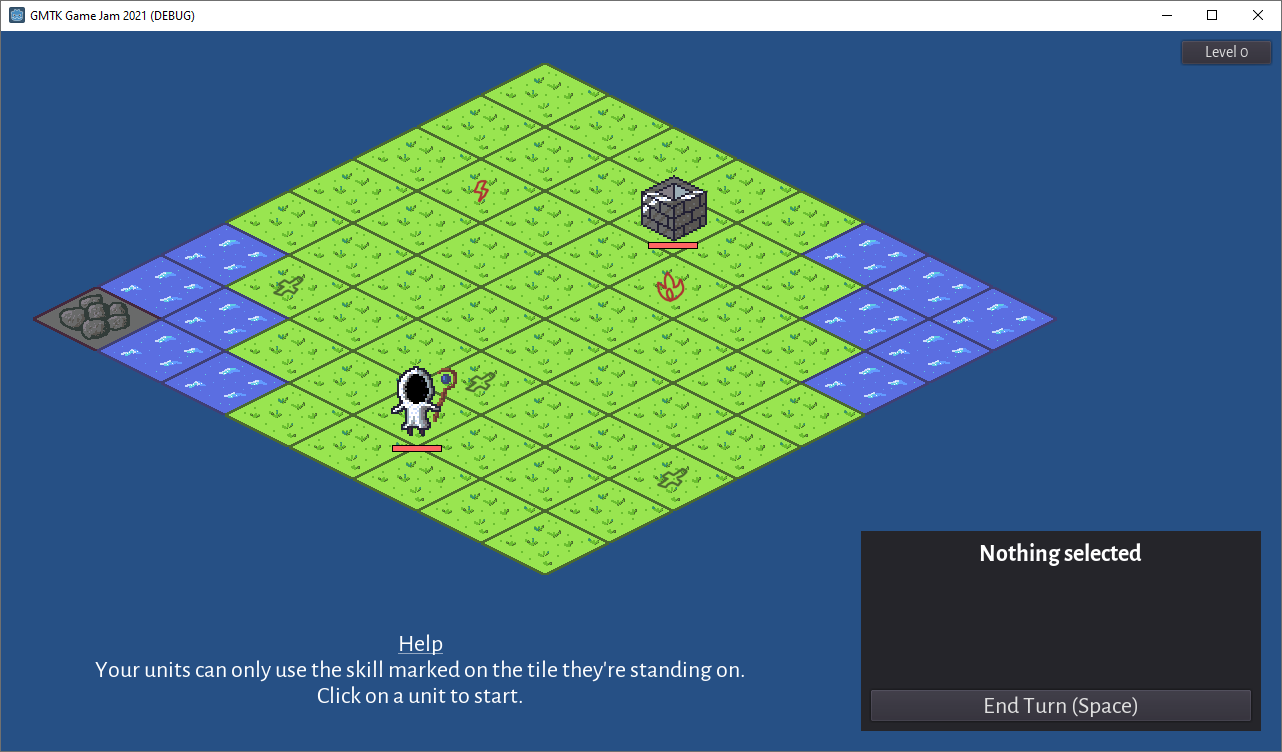 GMTK Game Jam 2021 (DEBUG)
Level 0
Nothing selected
Help
Your units can only use the skill marked on the tile they're standing on.
Click on a unit to start.
End Turn (Space)